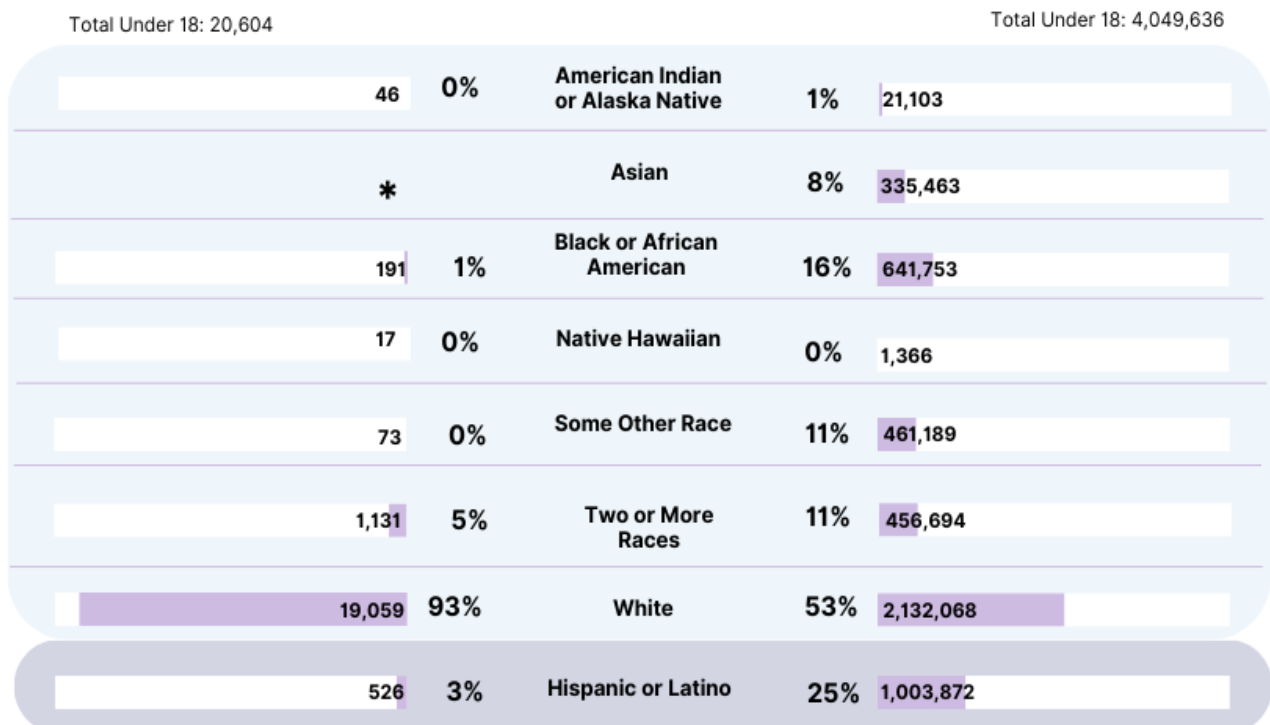 Total Under 18: 20,604
Total Under 18: 4,049,636
46 0% American Indian or Alaska Native 1% 21,103
* Asian 8% 335,463
191 1% Black or African American 16% 641,753
17 0% Native Hawaiian 0% 1,366
73 0% Some Other Race 11% 461,189
1,131 5% Two or More Races 11% 456,694
19,059 93% White 53% 2,132,068
526 3% Hispanic or Latino 25% 1,003,872